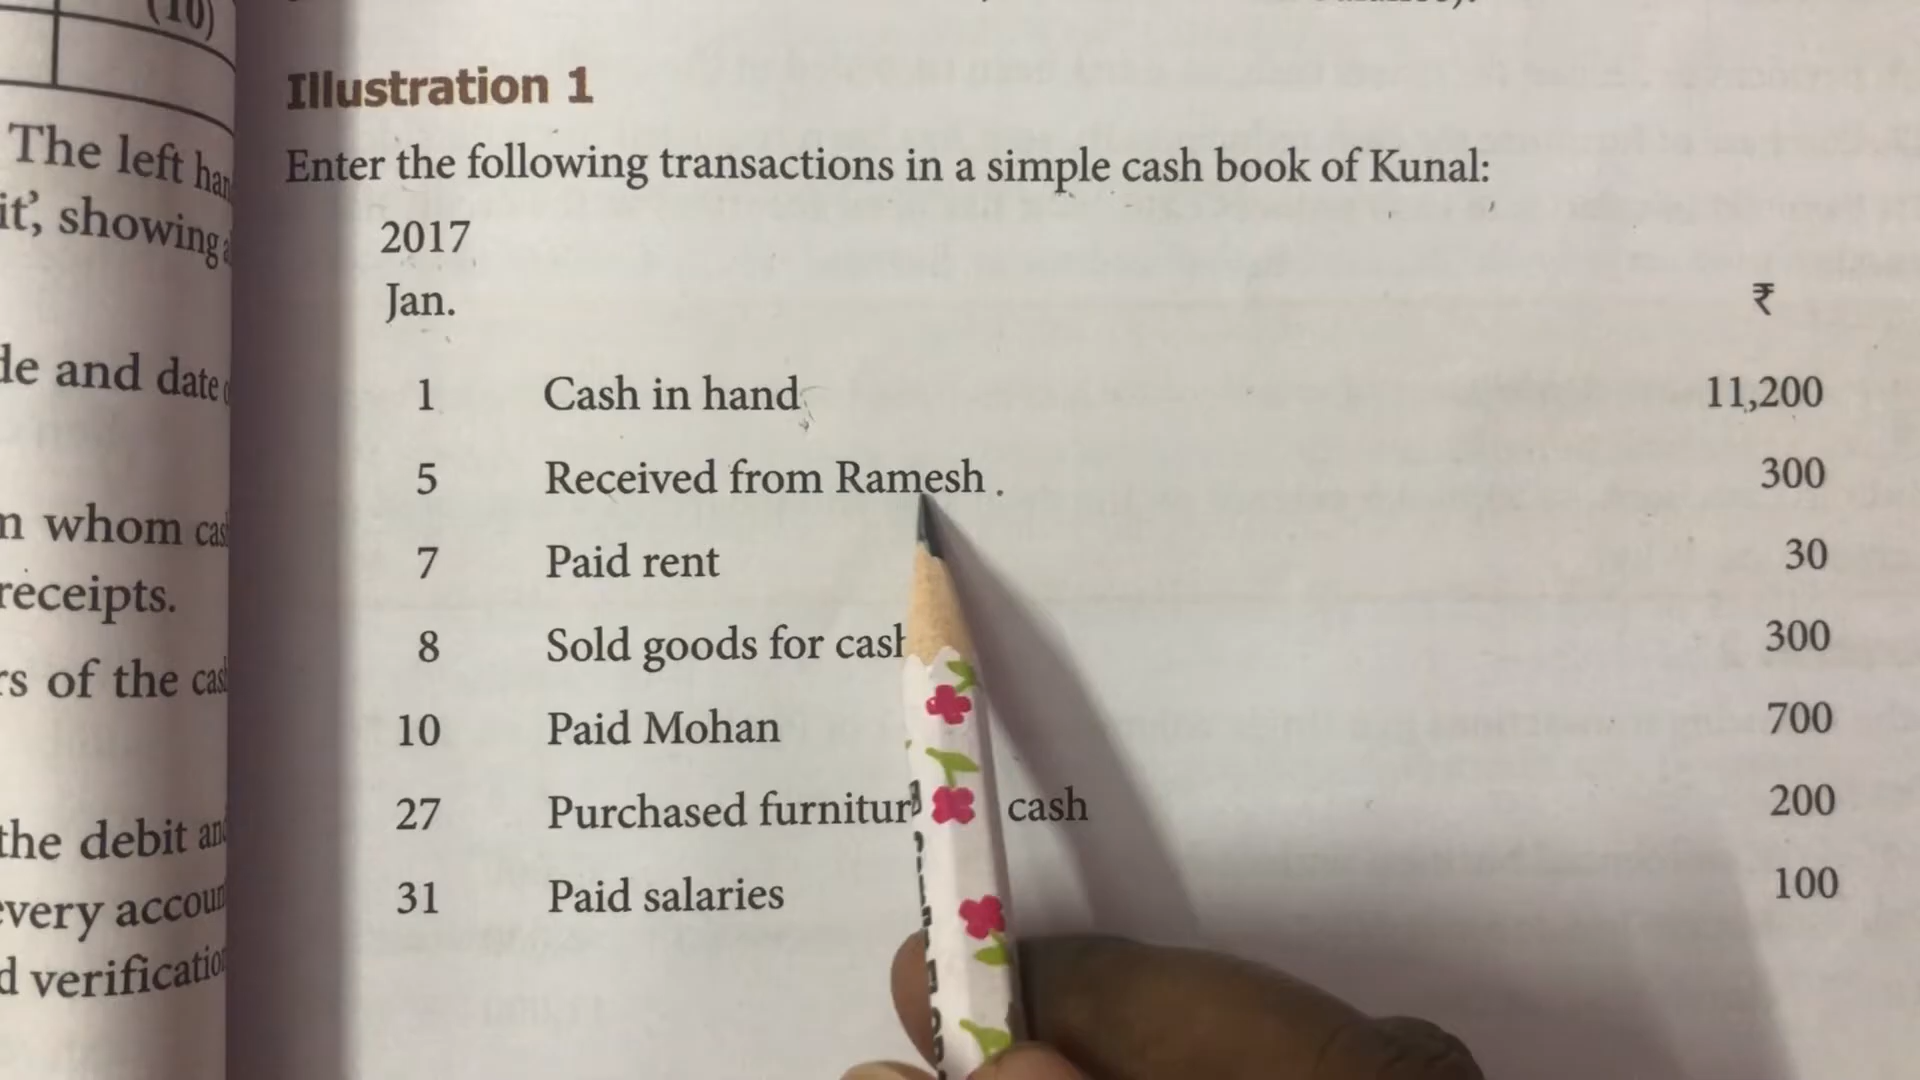 (10)
The left
it’, showing
de and date
whom
receipts.
of the
the debit
every
verification
Illustration 1
Enter the following transactions in a simple cash book of Kunal:
2017
Jan. ₹
1 Cash in hand 11,200
5 Received from Ramesh . 300
7 Paid rent 30
8 Sold goods for cash 300
10 Paid Mohan 700
27 Purchased furniture cash 200
31 Paid salaries 100